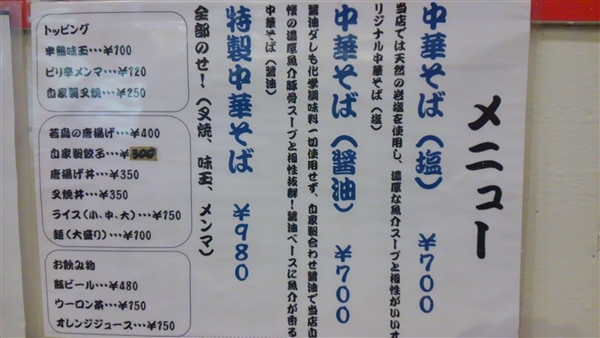 メニュー
中華そば（塩） ¥700
当店では天然の岩塩を使用し、濃厚な魚介スープと相性がいいオ
リジナル中華そば（塩）
中華そば（醤油） ¥700
醤油ダレも化学調味料一切使用せず、自家製合わせ醤油で当店自
慢の濃厚魚介豚骨スープと相性抜群！醤油ベースに魚介が香る
中華そば（醤油）
特製中華そば ¥980
全部のせ！（叉焼、味玉、メンマ）
トッピング
半熟味玉…¥100
ピリ辛メンマ…¥120
自家製叉焼…¥250
若鳥の唐揚げ…¥400
自家製餃子…¥300
唐揚げ丼…¥350
叉焼丼…¥350
ライス（小、中、大）…¥150
麺（大盛り）…¥100
お飲み物
瓶ビール…¥480
ウーロン茶…¥150
オレンジジュース…¥150